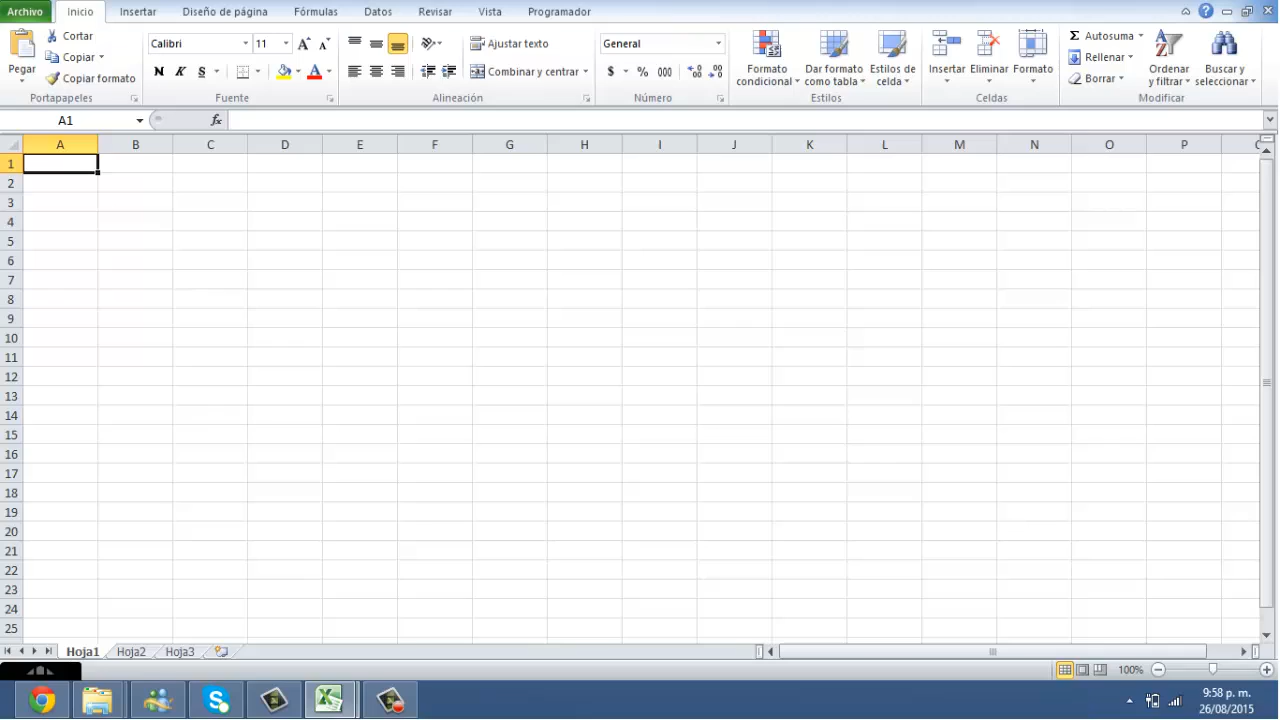 Archivo Inicio Insertar Diseño de página Fórmulas Datos Revisar Vista Programador
Pegar Cortar Copiar Copiar formato
Portapapeles
Calibri 11
N K S
Fuente
Ajustar texto
Combinar y centrar
Alineación
General
$ % 000
Número
Formato condicional
Dar formato como tabla
Estilos de celda
Estilos
Insertar Eliminar Formato
Celdas
Σ Autosuma
Rellenar
Borrar
Ordenar y filtrar
Buscar y seleccionar
Modificar
A1 fx
A B C D E F G H I J K L M N O P
1
2
3
4
5
6
7
8
9
10
11
12
13
14
15
16
17
18
19
20
21
22
23
24
25
Hoja1 Hoja2 Hoja3
100%
9:58 p. m.
26/08/2015